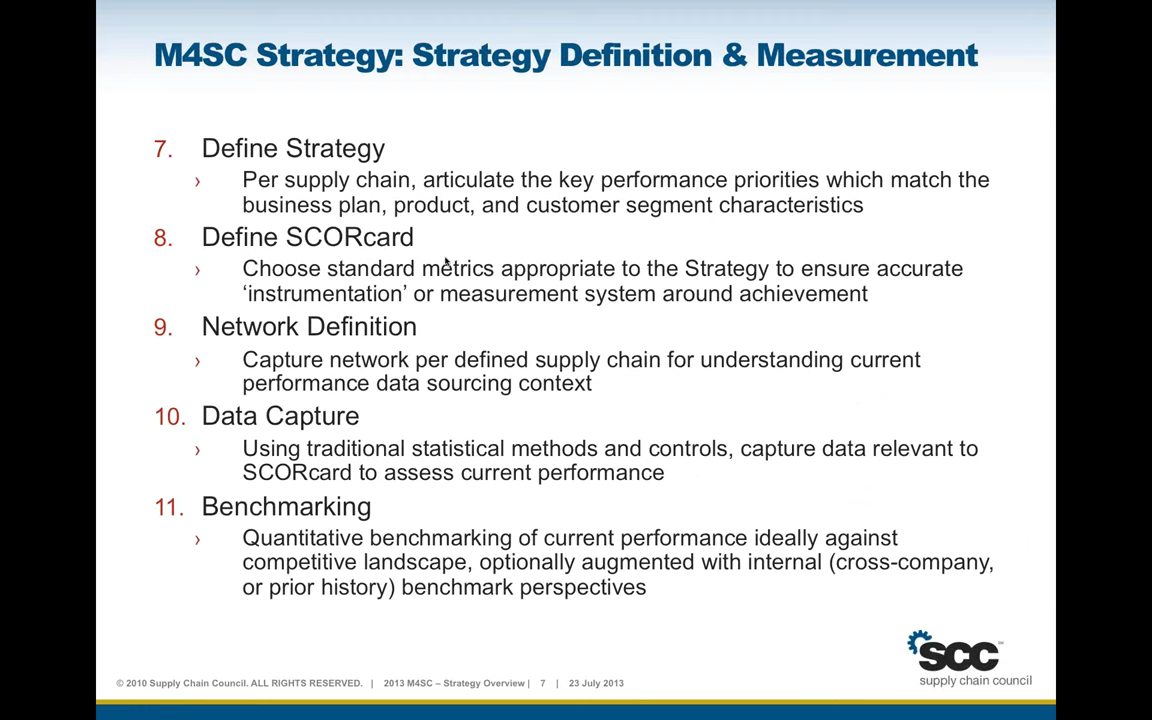 M4SC Strategy: Strategy Definition & Measurement
7. Define Strategy
› Per supply chain, articulate the key performance priorities which match the
business plan, product, and customer segment characteristics
8. Define SCORcard
› Choose standard metrics appropriate to the Strategy to ensure accurate
‘instrumentation’ or measurement system around achievement
9. Network Definition
› Capture network per defined supply chain for understanding current
performance data sourcing context
10. Data Capture
› Using traditional statistical methods and controls, capture data relevant to
SCORcard to assess current performance
11. Benchmarking
› Quantitative benchmarking of current performance ideally against
competitive landscape, optionally augmented with internal (cross-company,
or prior history) benchmark perspectives
SCC
supply chain council
© 2010 Supply Chain Council. ALL RIGHTS RESERVED. | 2013 M4SC – Strategy Overview | 7 | 23 July 2013